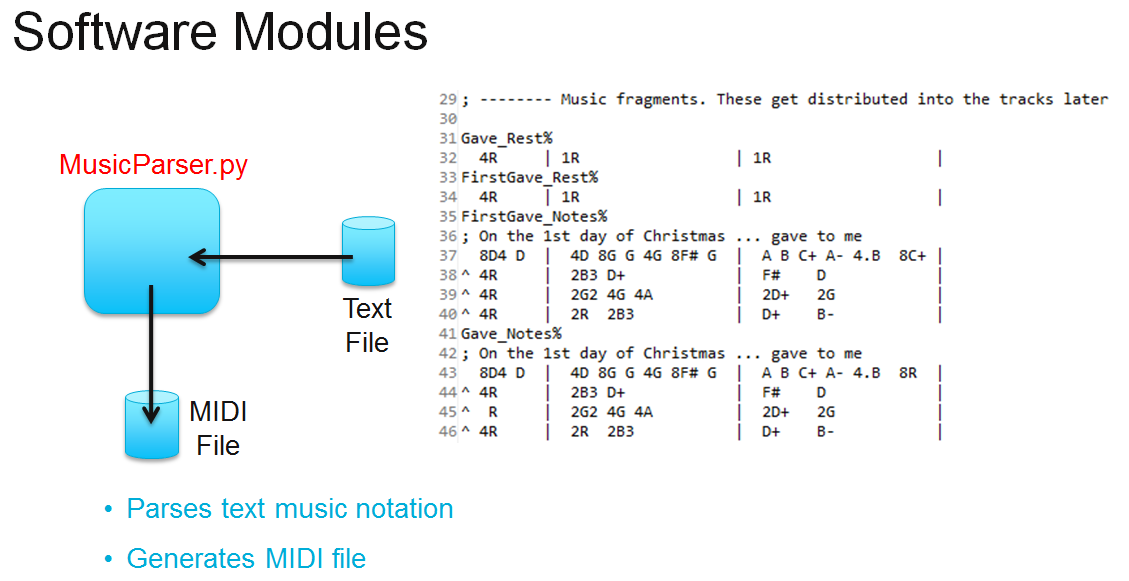 Software Modules
MusicParser.py
Text
File
MIDI
File
29 ; -------- Music fragments. These get distributed into the tracks later
30
31 Gave_Rest%
32   4R     | 1R                 | 1R                  |
33 FirstGave_Rest%
34   4R     | 1R                 | 1R                  |
35 FirstGave_Notes%
36 ; On the 1st day of Christmas ... gave to me
37   8D4 D  |  4D 8G G 4G 8F# G  |  A B C+ A- 4.B  8C+ |
38 ^ 4R     |  2B3 D+            |  F#    D            |
39 ^ 4R     |  2G2 4G 4A         |  2D+   2G           |
40 ^ 4R     |  2R  2B3           |  D+    B-           |
41 Gave_Notes%
42 ; On the 1st day of Christmas ... gave to me
43   8D4 D  |  4D 8G G 4G 8F# G  |  A B C+ A- 4.B  8R  |
44 ^ 4R     |  2B3 D+            |  F#    D            |
45 ^  R     |  2G2 4G 4A         |  2D+   2G           |
46 ^ 4R     |  2R  2B3           |  D+    B-           |
• Parses text music notation
• Generates MIDI file